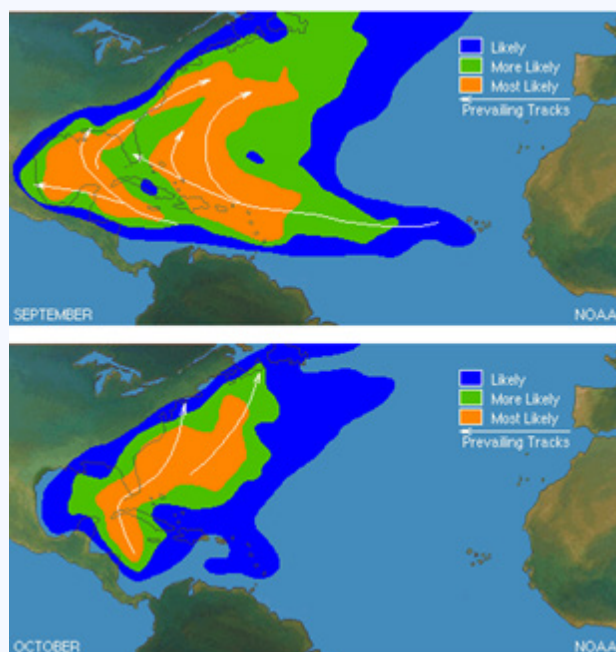 Likely
More Likely
Most Likely
Prevailing Tracks
SEPTEMBER
NOAA
Likely
More Likely
Most Likely
Prevailing Tracks
OCTOBER
NOAA